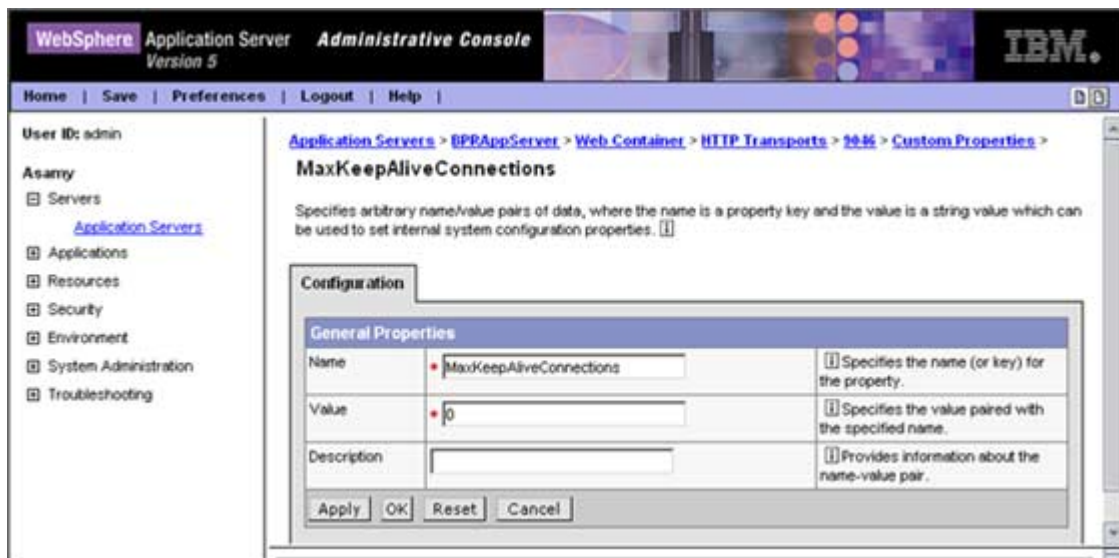 WebSphere Application Server Administrative Console
Version 5
IBM.
Home | Save | Preferences | Logout | Help |
User ID: admin
Asamy
Servers
Application Servers
Applications
Resources
Security
Environment
System Administration
Troubleshooting
Application Servers > BPRAppServer > Web Container > HTTP Transports > 9046 > Custom Properties >
MaxKeepAliveConnections
Specifies arbitrary name/value pairs of data, where the name is a property key and the value is a string value which can
be used to set internal system configuration properties. i
Configuration
General Properties
Name
* MaxKeepAliveConnections
i Specifies the name (or key) for
the property.
Value
* 0
i Specifies the value paired with
the specified name.
Description
i Provides information about the
name-value pair.
Apply OK Reset Cancel